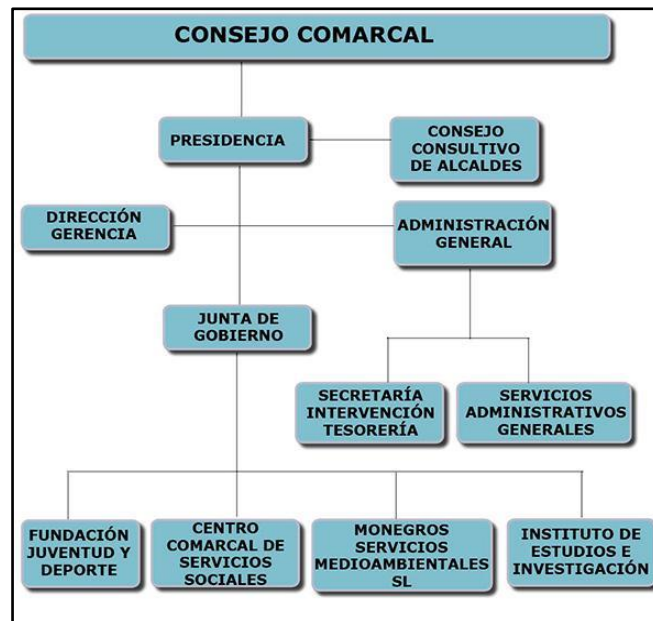 CONSEJO COMARCAL
PRESIDENCIA
CONSEJO
CONSULTIVO
DE ALCALDES
DIRECCIÓN
GERENCIA
ADMINISTRACIÓN
GENERAL
JUNTA DE
GOBIERNO
SECRETARÍA
INTERVENCIÓN
TESORERÍA
SERVICIOS
ADMINISTRATIVOS
GENERALES
FUNDACIÓN
JUVENTUD Y
DEPORTE
CENTRO
COMARCAL DE
SERVICIOS
SOCIALES
MONEGROS
SERVICIOS
MEDIOAMBIENTALES
SL
INSTITUTO DE
ESTUDIOS E
INVESTIGACIÓN